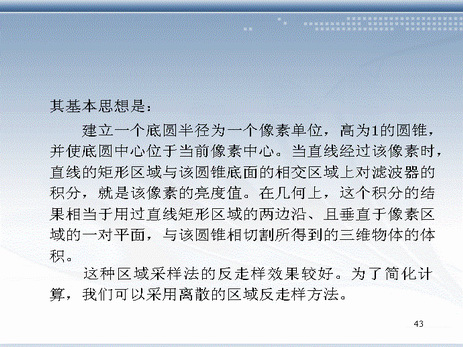 其基本思想是：
建立一个底圆半径为一个像素单位，高为1的圆锥，
并使底圆中心位于当前像素中心。当直线经过该像素时，
直线的矩形区域与该圆锥底面的相交区域上对滤波器的
积分，就是该像素的亮度值。在几何上，这个积分的结
果相当于用过直线矩形区域的两边沿、且垂直于像素区
域的一对平面，与该圆锥相切割所得到的三维物体的体
积。
这种区域采样法的反走样效果较好。为了简化计
算，我们可以采用离散的区域反走样方法。
43